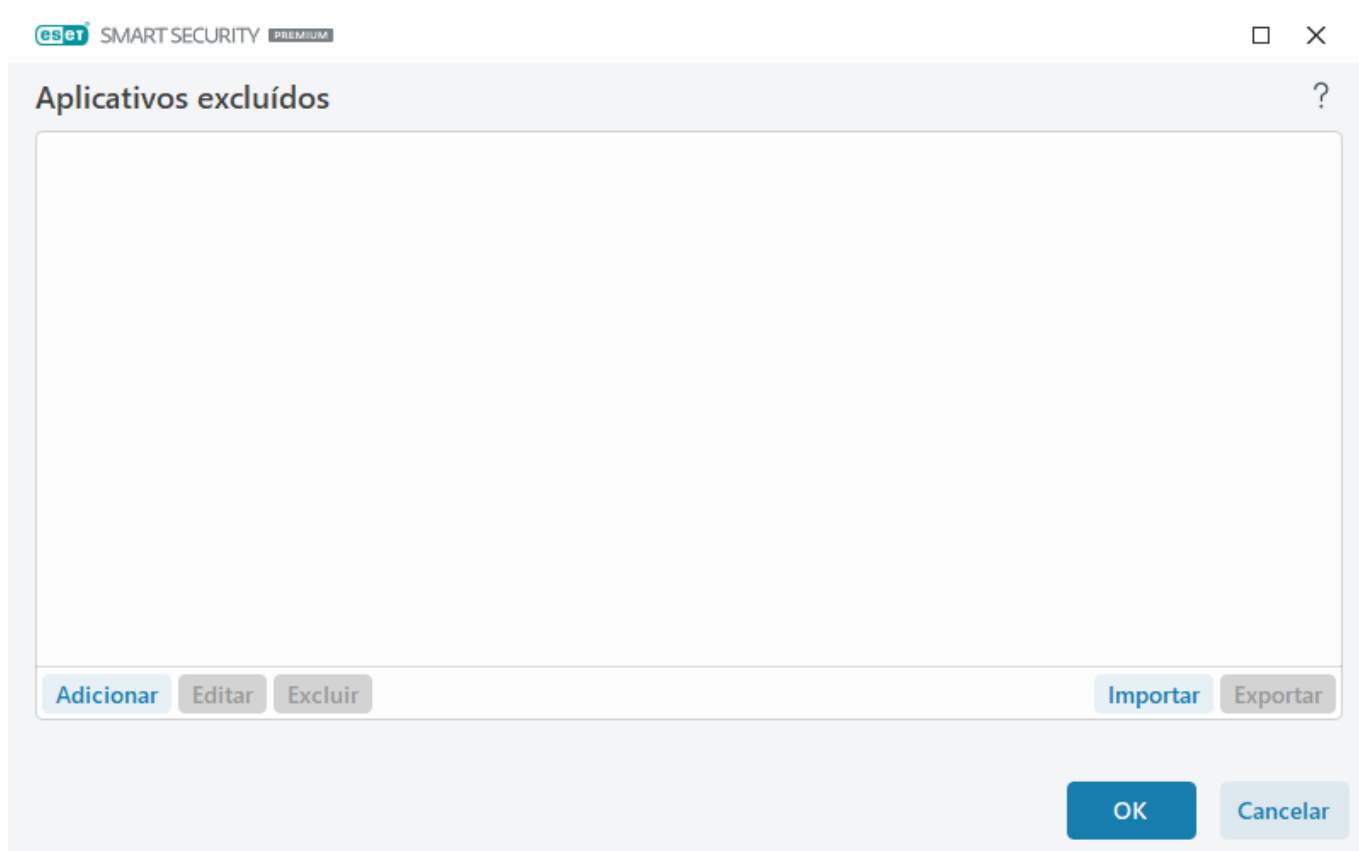 eset SMART SECURITY PREMIUM
Aplicativos excluídos ?
Adicionar Editar Excluir Importar Exportar
OK Cancelar